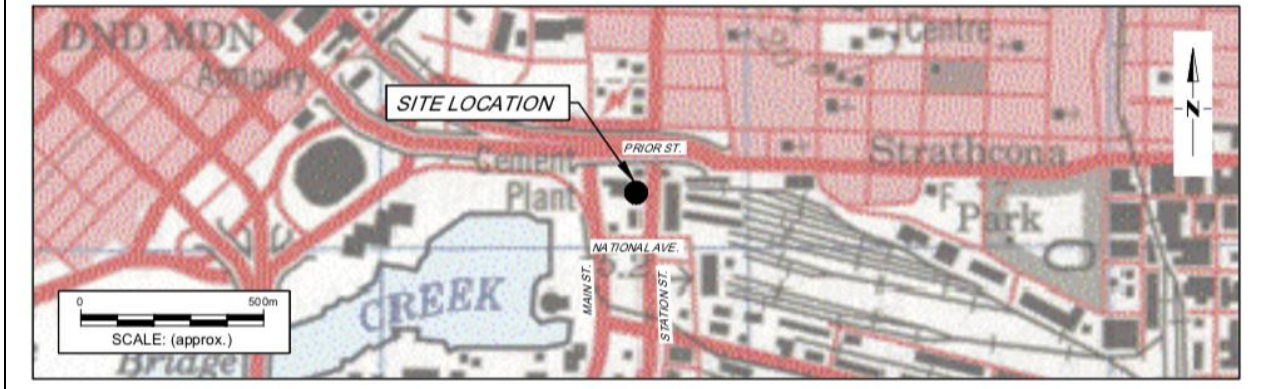 DND MDN
Armoury
Centre
SITE LOCATION
N
PRIOR ST.
Strathcona
Cement
Plant
F
Park
NATIONAL AVE.
MAIN ST.
STATION ST.
CREEK
0 500m
SCALE: (approx.)
Bridge